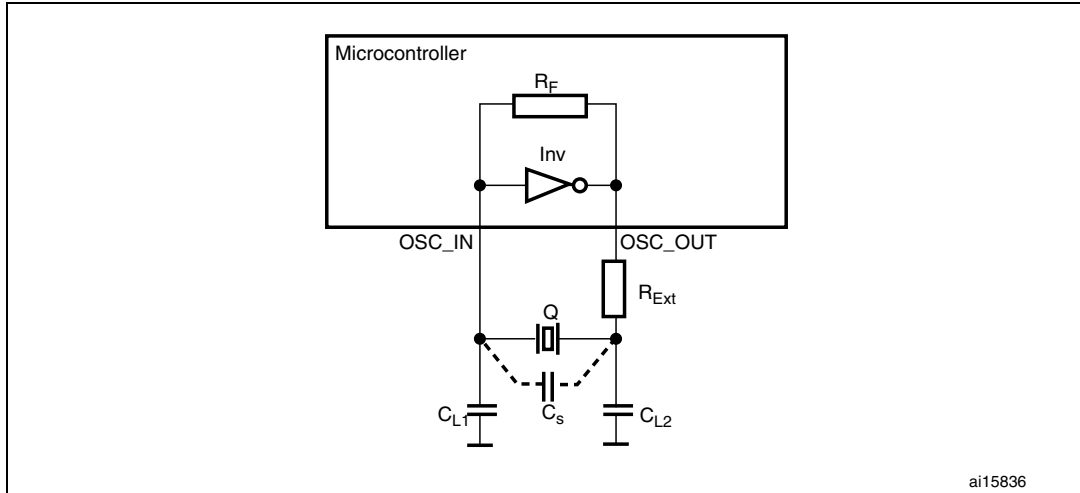 Microcontroller
RF
Inv
OSC_IN
OSC_OUT
RExt
Q
Cs
CL1
CL2
ai15836